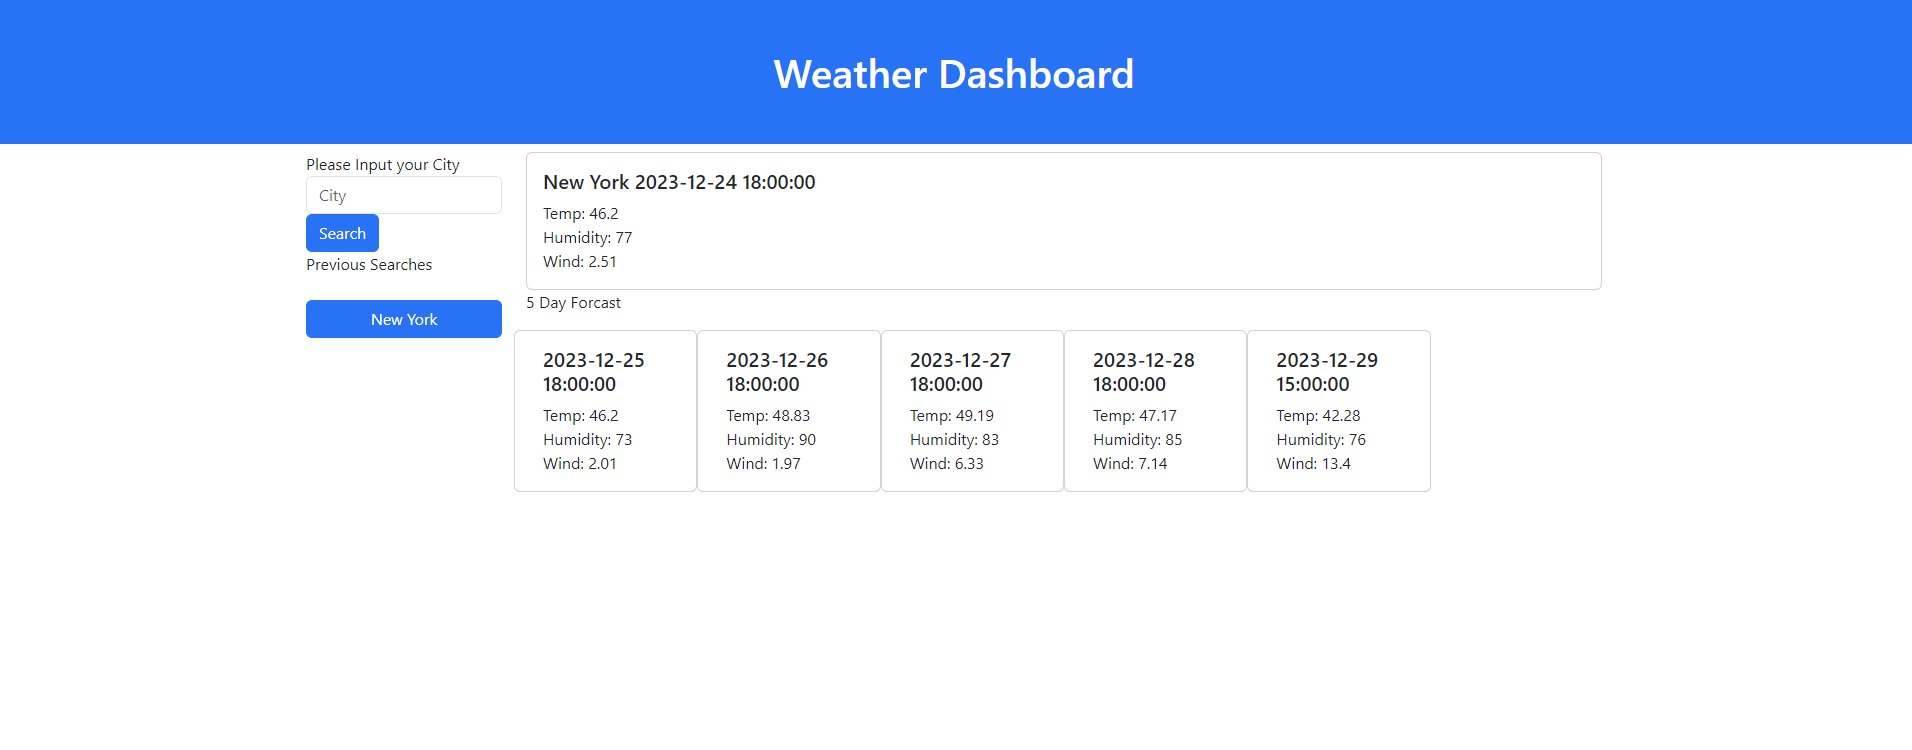 Weather Dashboard
Please Input your City
City
Search
Previous Searches
New York
New York 2023-12-24 18:00:00
Temp: 46.2
Humidity: 77
Wind: 2.51
5 Day Forcast
2023-12-25
18:00:00
Temp: 46.2
Humidity: 73
Wind: 2.01
2023-12-26
18:00:00
Temp: 48.83
Humidity: 90
Wind: 1.97
2023-12-27
18:00:00
Temp: 49.19
Humidity: 83
Wind: 6.33
2023-12-28
18:00:00
Temp: 47.17
Humidity: 85
Wind: 7.14
2023-12-29
15:00:00
Temp: 42.28
Humidity: 76
Wind: 13.4